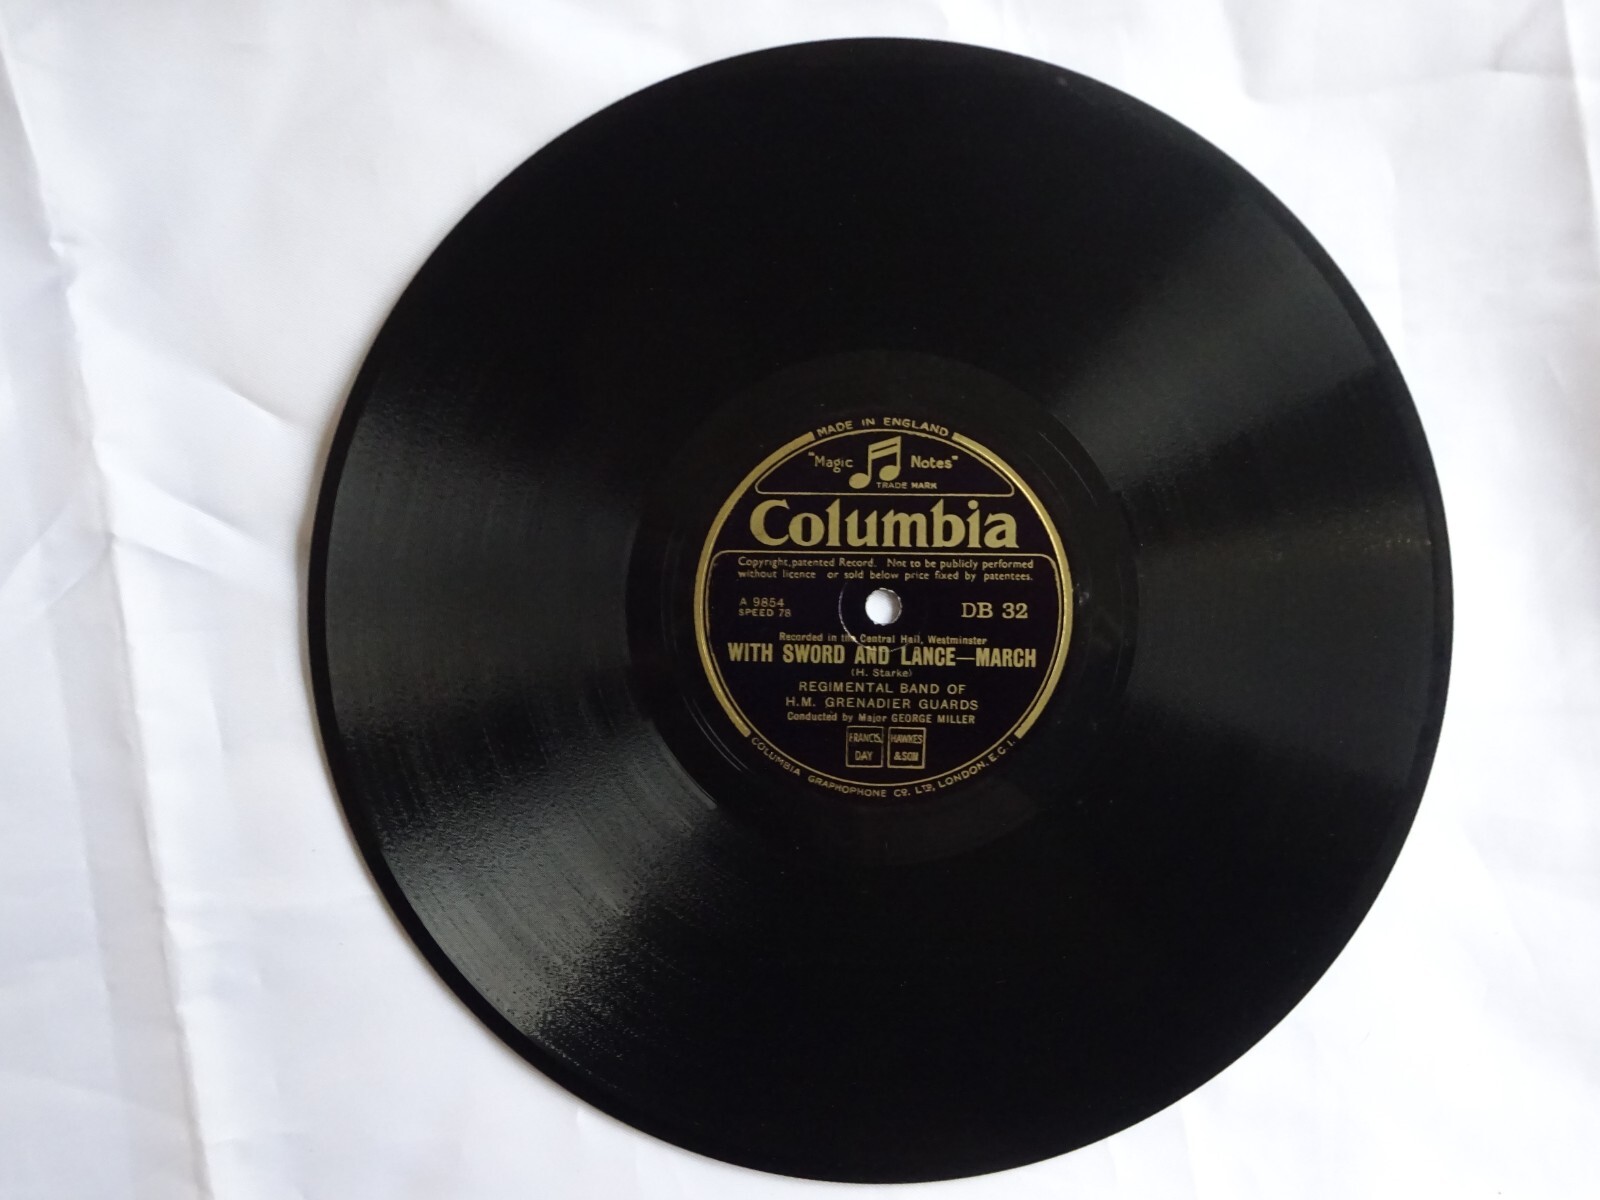 MADE IN ENGLAND
"Magic Notes"
TRADE MARK
Columbia
Copyright, patented Record. Not to be publicly performed
without licence or sold below price fixed by patentees.
A 9854
SPEED 78
DB 32
Recorded in the Central Hall, Westminster
WITH SWORD AND LANCE—MARCH
(H. Starke)
REGIMENTAL BAND OF
H.M. GRENADIER GUARDS
Conducted by Major GEORGE MILLER
FRANCIS, DAY
HAWKES &SON
COLUMBIA GRAPHOPHONE CO. LTD, LONDON. E.C.1.